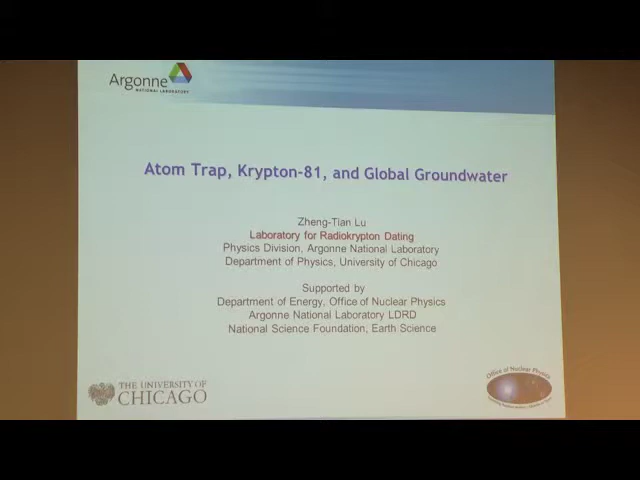 Argonne
NATIONAL LABORATORY
Atom Trap, Krypton-81, and Global Groundwater
Zheng-Tian Lu
Laboratory for Radiokrypton Dating
Physics Division, Argonne National Laboratory
Department of Physics, University of Chicago
Supported by
Department of Energy, Office of Nuclear Physics
Argonne National Laboratory LDRD
National Science Foundation, Earth Science
THE UNIVERSITY OF
CHICAGO
Office of Nuclear Physics